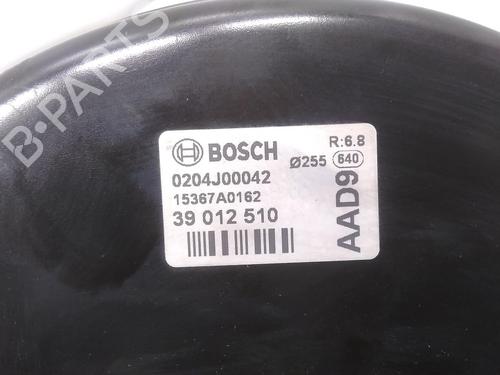 B-PARTS
BOSCH
R:6.8
Ø255 640
0204J00042
15367A0162
39 012 510
AAD9